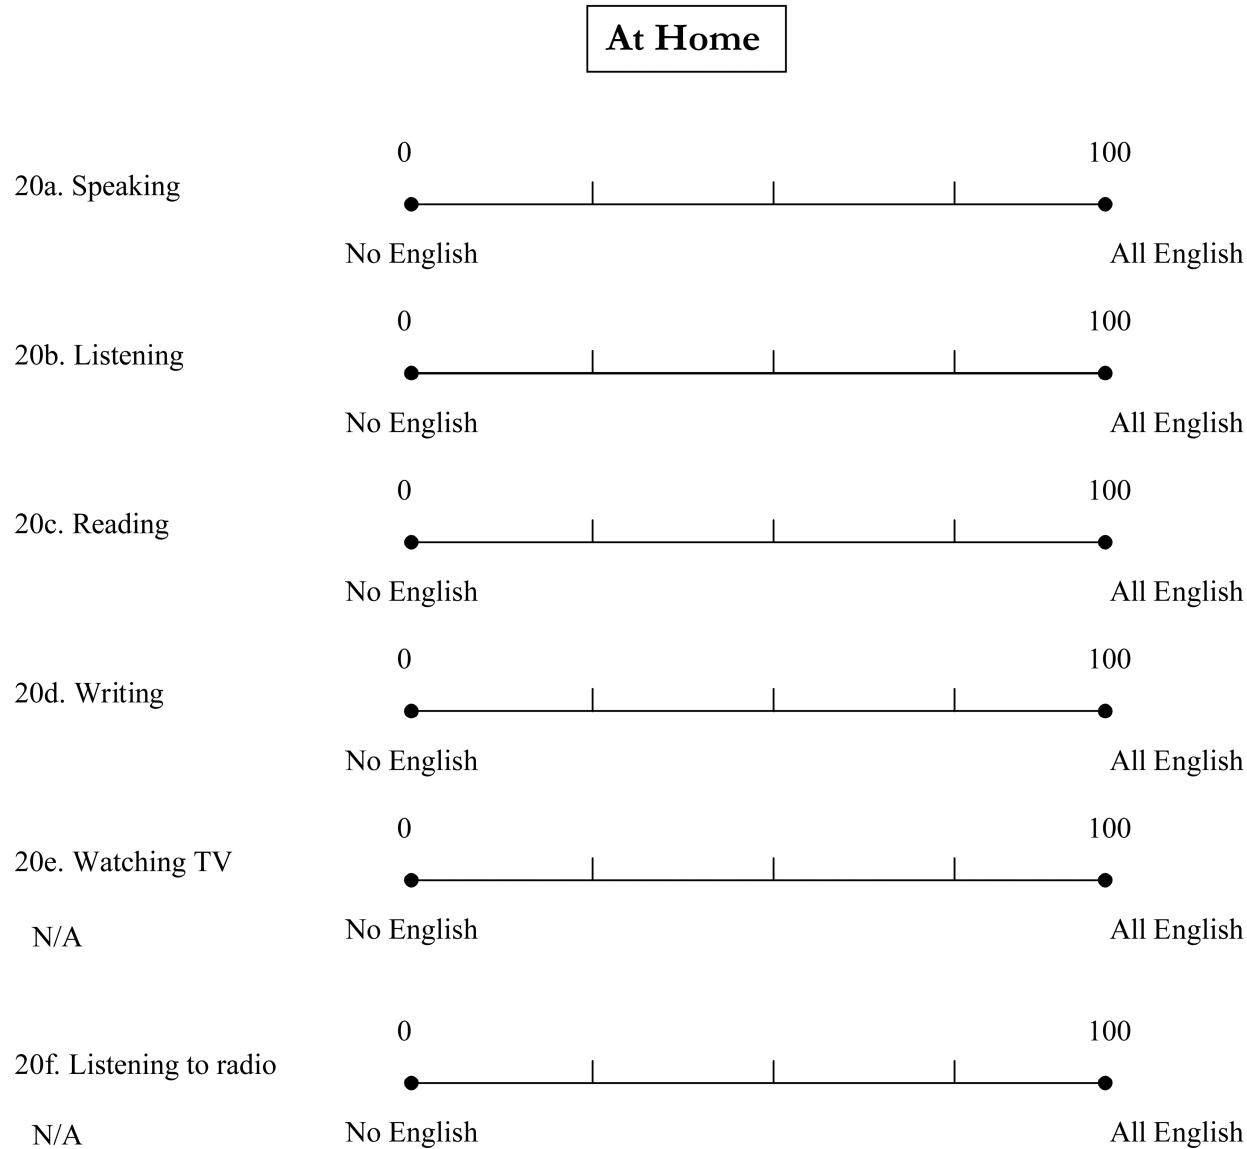 At Home
0 100
20a. Speaking
No English All English
0 100
20b. Listening
No English All English
0 100
20c. Reading
No English All English
0 100
20d. Writing
No English All English
0 100
20e. Watching TV
N/A No English All English
0 100
20f. Listening to radio
N/A No English All English